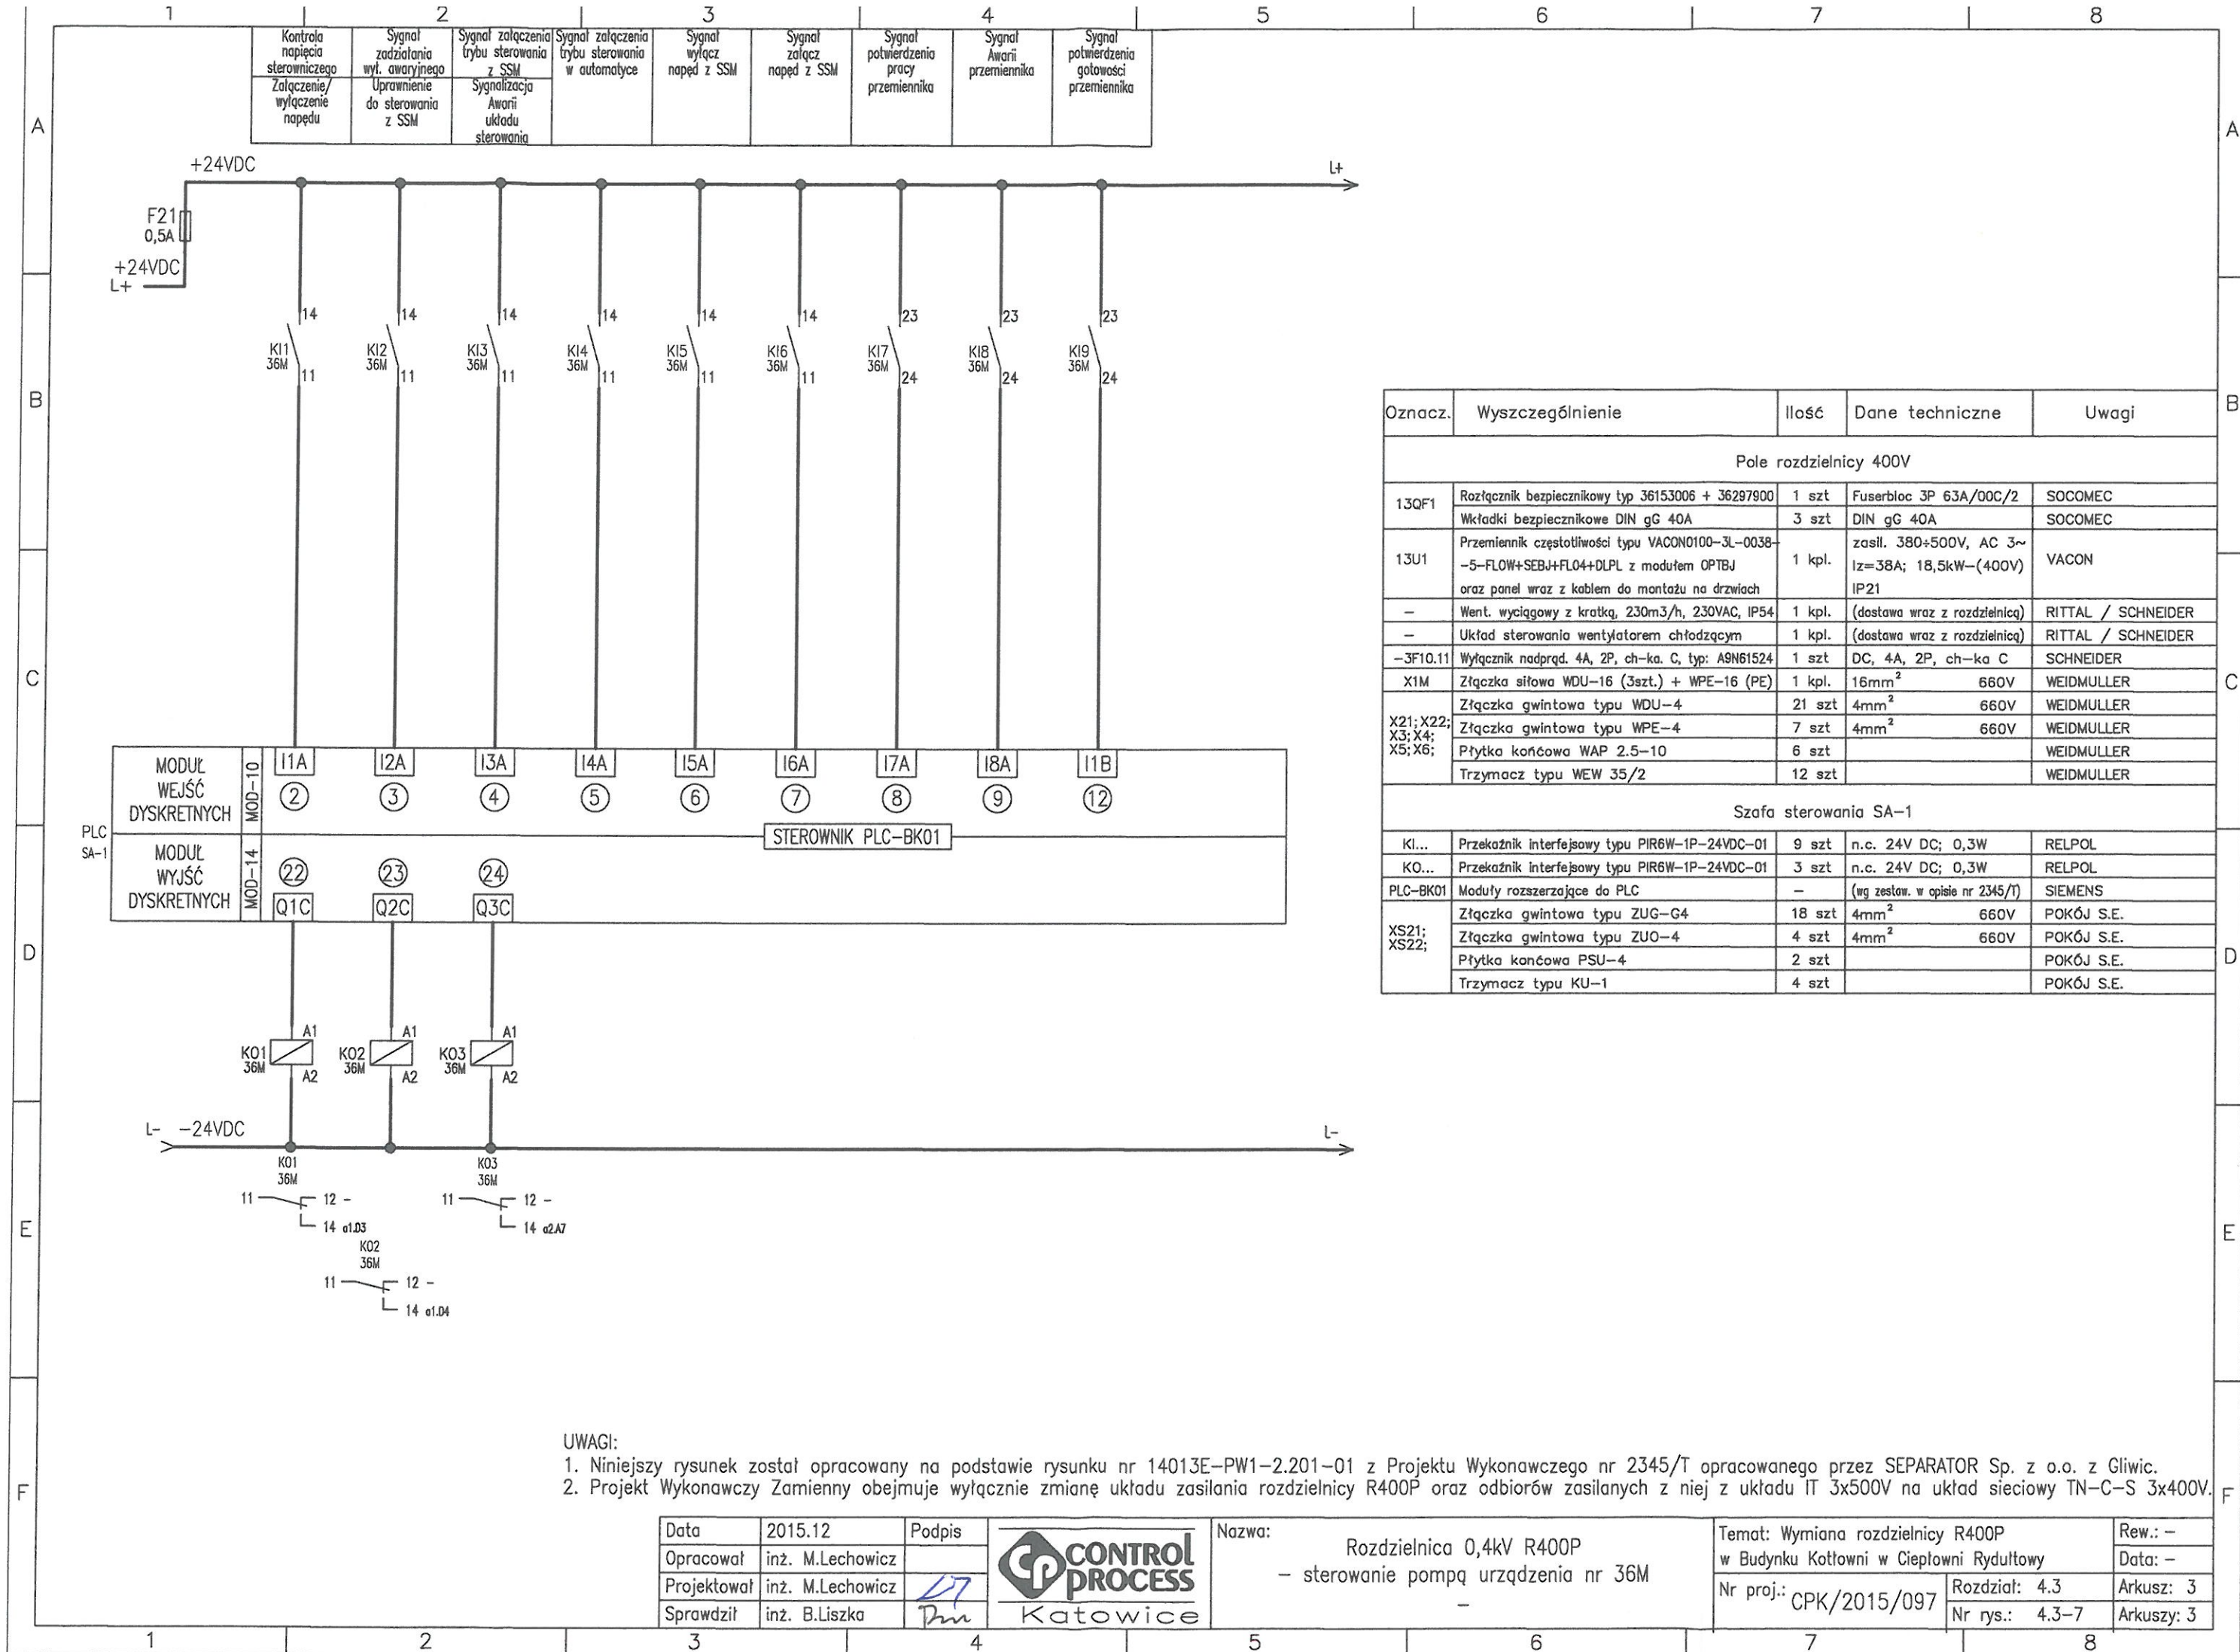 1 2 3 4 5 6 7 8
Kontrola napięcia sterowniczego
Sygnał zadziałania wył. awaryjnego
Sygnał załączenia trybu sterowania z SSM
Sygnał załączenia trybu sterowania w automatyce
Sygnał wyłącz napęd z SSM
Sygnał załącz napęd z SSM
Sygnał potwierdzenia pracy przemiennika
Sygnał Awarii przemiennika
Sygnał potwierdzenia gotowości przemiennika
Załączenie/ wyłączenie napędu
Uprawnienie do sterowania z SSM
Sygnalizacja Awarii układu sterowania
A A
+24VDC
L+
F21
0,5A
+24VDC
L+
14 14 14 14 14 14 23 23 23
KI1 KI2 KI3 KI4 KI5 KI6 KI7 KI8 KI9
36M 36M 36M 36M 36M 36M 36M 36M 36M
11 11 11 11 11 11 24 24 24
B B
Oznacz. Wyszczególnienie Ilość Dane techniczne Uwagi
Pole rozdzielnicy 400V
13QF1 Rozłącznik bezpiecznikowy typ 36153006 + 36297900 1 szt Fuserbloc 3P 63A/00C/2 SOCOMEC
Wkładki bezpiecznikowe DIN gG 40A 3 szt DIN gG 40A SOCOMEC
13U1 Przemiennik częstotliwości typu VACON0100-3L-0038-
-5-FLOW+SEBJ+FL04+DLPL z modułem OPTBJ
oraz panel wraz z kablem do montażu na drzwiach
1 kpl. zasil. 380÷500V, AC 3~
Iz=38A; 18,5kW-(400V)
IP21
VACON
– Went. wyciągowy z kratką, 230m3/h, 230VAC, IP54 1 kpl. (dostawa wraz z rozdzielnicą) RITTAL / SCHNEIDER
– Układ sterowania wentylatorem chłodzącym 1 kpl. (dostawa wraz z rozdzielnicą) RITTAL / SCHNEIDER
-3F10.11 Wyłącznik nadprąd. 4A, 2P, ch-ka. C, typ: A9N61524 1 szt DC, 4A, 2P, ch-ka C SCHNEIDER
X1M Złączka siłowa WDU-16 (3szt.) + WPE-16 (PE) 1 kpl. 16mm² 660V WEIDMULLER
X21; X22;
X3; X4;
X5; X6;
Złączka gwintowa typu WDU-4 21 szt 4mm² 660V WEIDMULLER
Złączka gwintowa typu WPE-4 7 szt 4mm² 660V WEIDMULLER
Płytka końcowa WAP 2.5-10 6 szt WEIDMULLER
Trzymacz typu WEW 35/2 12 szt WEIDMULLER
Szafa sterowania SA-1
KI... Przekaźnik interfejsowy typu PIR6W-1P-24VDC-01 9 szt n.c. 24V DC; 0,3W RELPOL
KO... Przekaźnik interfejsowy typu PIR6W-1P-24VDC-01 3 szt n.c. 24V DC; 0,3W RELPOL
PLC-BK01 Moduły rozszerzające do PLC – (wg zestaw. w opisie nr 2345/T) SIEMENS
XS21;
XS22;
Złączka gwintowa typu ZUG-G4 18 szt 4mm² 660V POKÓJ S.E.
Złączka gwintowa typu ZUO-4 4 szt 4mm² 660V POKÓJ S.E.
Płytka końcowa PSU-4 2 szt POKÓJ S.E.
Trzymacz typu KU-1 4 szt POKÓJ S.E.
C C
PLC
SA-1
MODUŁ
WEJŚĆ
DYSKRETNYCH
MOD-10
I1A I2A I3A I4A I5A I6A I7A I8A I1B
2 3 4 5 6 7 8 9 12
STEROWNIK PLC-BK01
MODUŁ
WYJŚĆ
DYSKRETNYCH
MOD-14
22 23 24
Q1C Q2C Q3C
D D
A1 A1 A1
KO1 KO2 KO3
36M 36M 36M
A2 A2 A2
L- -24VDC
L-
KO1
36M
11 12 -
14 a1.D3
KO3
36M
11 12 -
14 a2.A7
KO2
36M
11 12 -
14 a1.D4
E E
UWAGI:
1. Niniejszy rysunek został opracowany na podstawie rysunku nr 14013E-PW1-2.201-01 z Projektu Wykonawczego nr 2345/T opracowanego przez SEPARATOR Sp. z o.o. z Gliwic.
2. Projekt Wykonawczy Zamienny obejmuje wyłącznie zmianę układu zasilania rozdzielnicy R400P oraz odbiorów zasilanych z niej z układu IT 3x500V na układ sieciowy TN-C-S 3x400V.
F F
Data 2015.12 Podpis
Opracował inż. M.Lechowicz
Projektował inż. M.Lechowicz
Sprawdził inż. B.Liszka
CP CONTROL
PROCESS
Katowice
Nazwa:
Rozdzielnica 0,4kV R400P
– sterowanie pompą urządzenia nr 36M
–
Temat: Wymiana rozdzielnicy R400P
w Budynku Kotłowni w Ciepłowni Rydułtowy
Nr proj.: CPK/2015/097
Rozdział: 4.3
Nr rys.: 4.3-7
Rew.: –
Data: –
Arkusz: 3
Arkuszy: 3
1 2 3 4 5 6 7 8